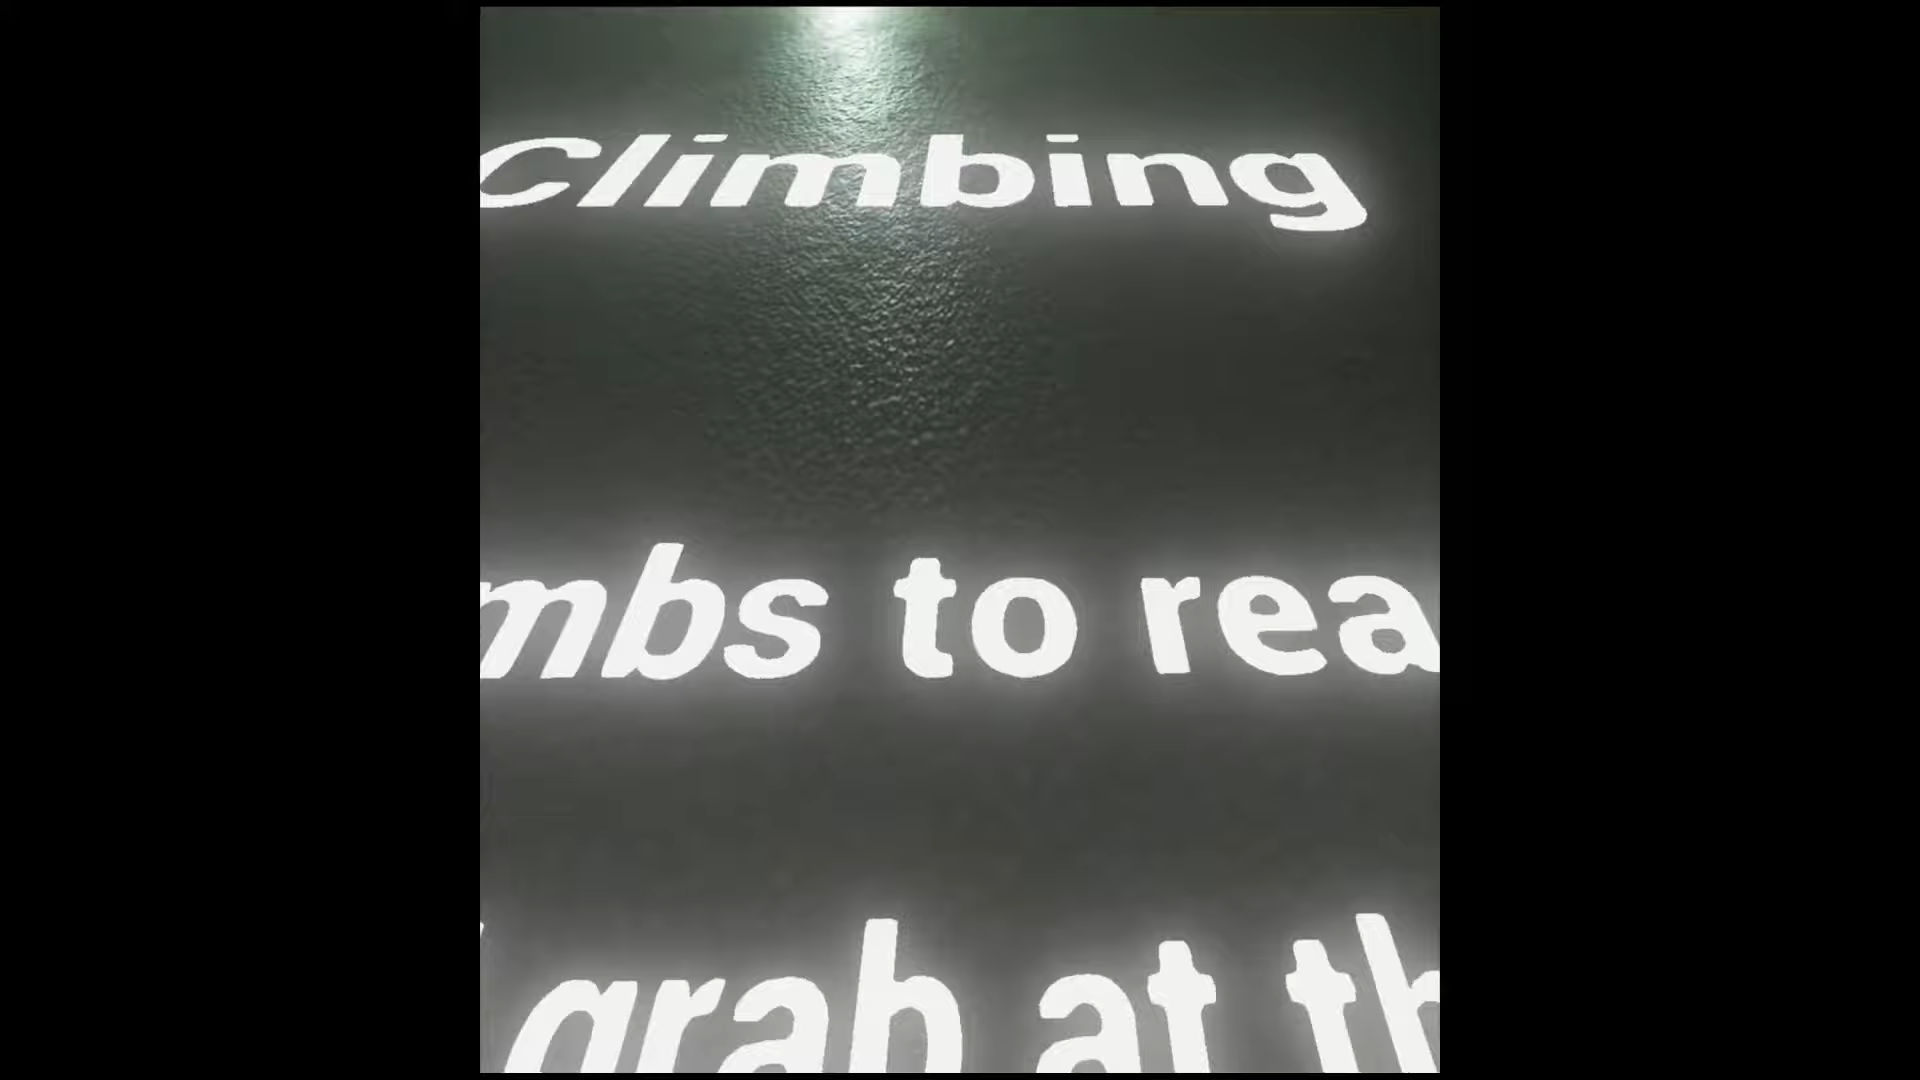 Climbing
mbs to rea
grab at th